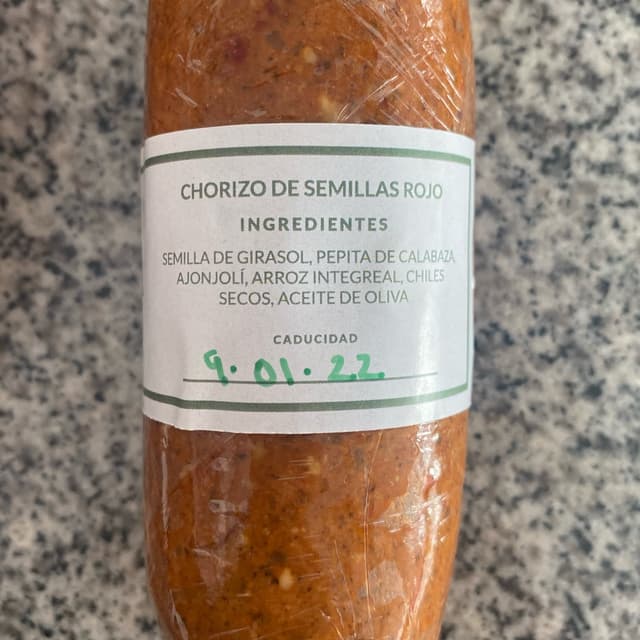 CHORIZO DE SEMILLAS ROJO
INGREDIENTES
SEMILLA DE GIRASOL, PEPITA DE CALABAZA,
AJONJOLÍ, ARROZ INTEGREAL, CHILES
SECOS, ACEITE DE OLIVA
CADUCIDAD
9.01.22.